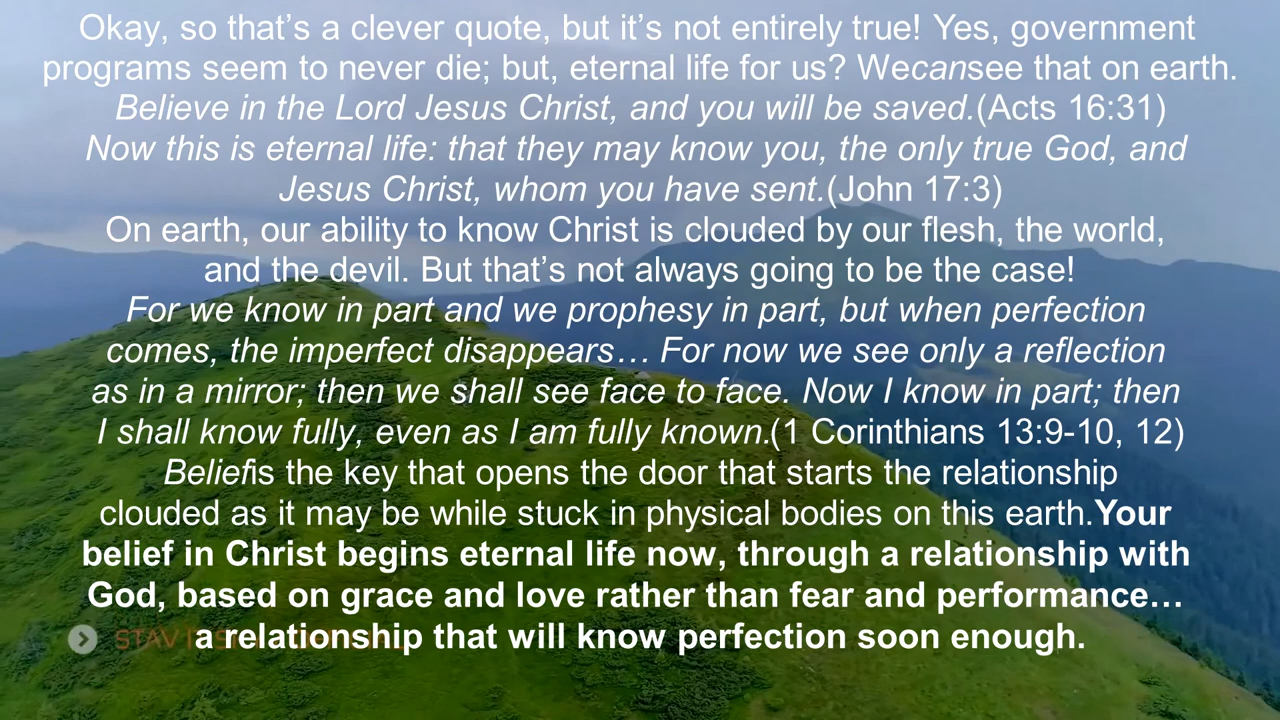 Okay, so that’s a clever quote, but it’s not entirely true! Yes, government
programs seem to never die; but, eternal life for us? Wecansee that on earth.
Believe in the Lord Jesus Christ, and you will be saved.(Acts 16:31)
Now this is eternal life: that they may know you, the only true God, and
Jesus Christ, whom you have sent.(John 17:3)
On earth, our ability to know Christ is clouded by our flesh, the world,
and the devil. But that’s not always going to be the case!
For we know in part and we prophesy in part, but when perfection
comes, the imperfect disappears… For now we see only a reflection
as in a mirror; then we shall see face to face. Now I know in part; then
I shall know fully, even as I am fully known.(1 Corinthians 13:9-10, 12)
Beliefis the key that opens the door that starts the relationship
clouded as it may be while stuck in physical bodies on this earth.Your
belief in Christ begins eternal life now, through a relationship with
God, based on grace and love rather than fear and performance…
a relationship that will know perfection soon enough.